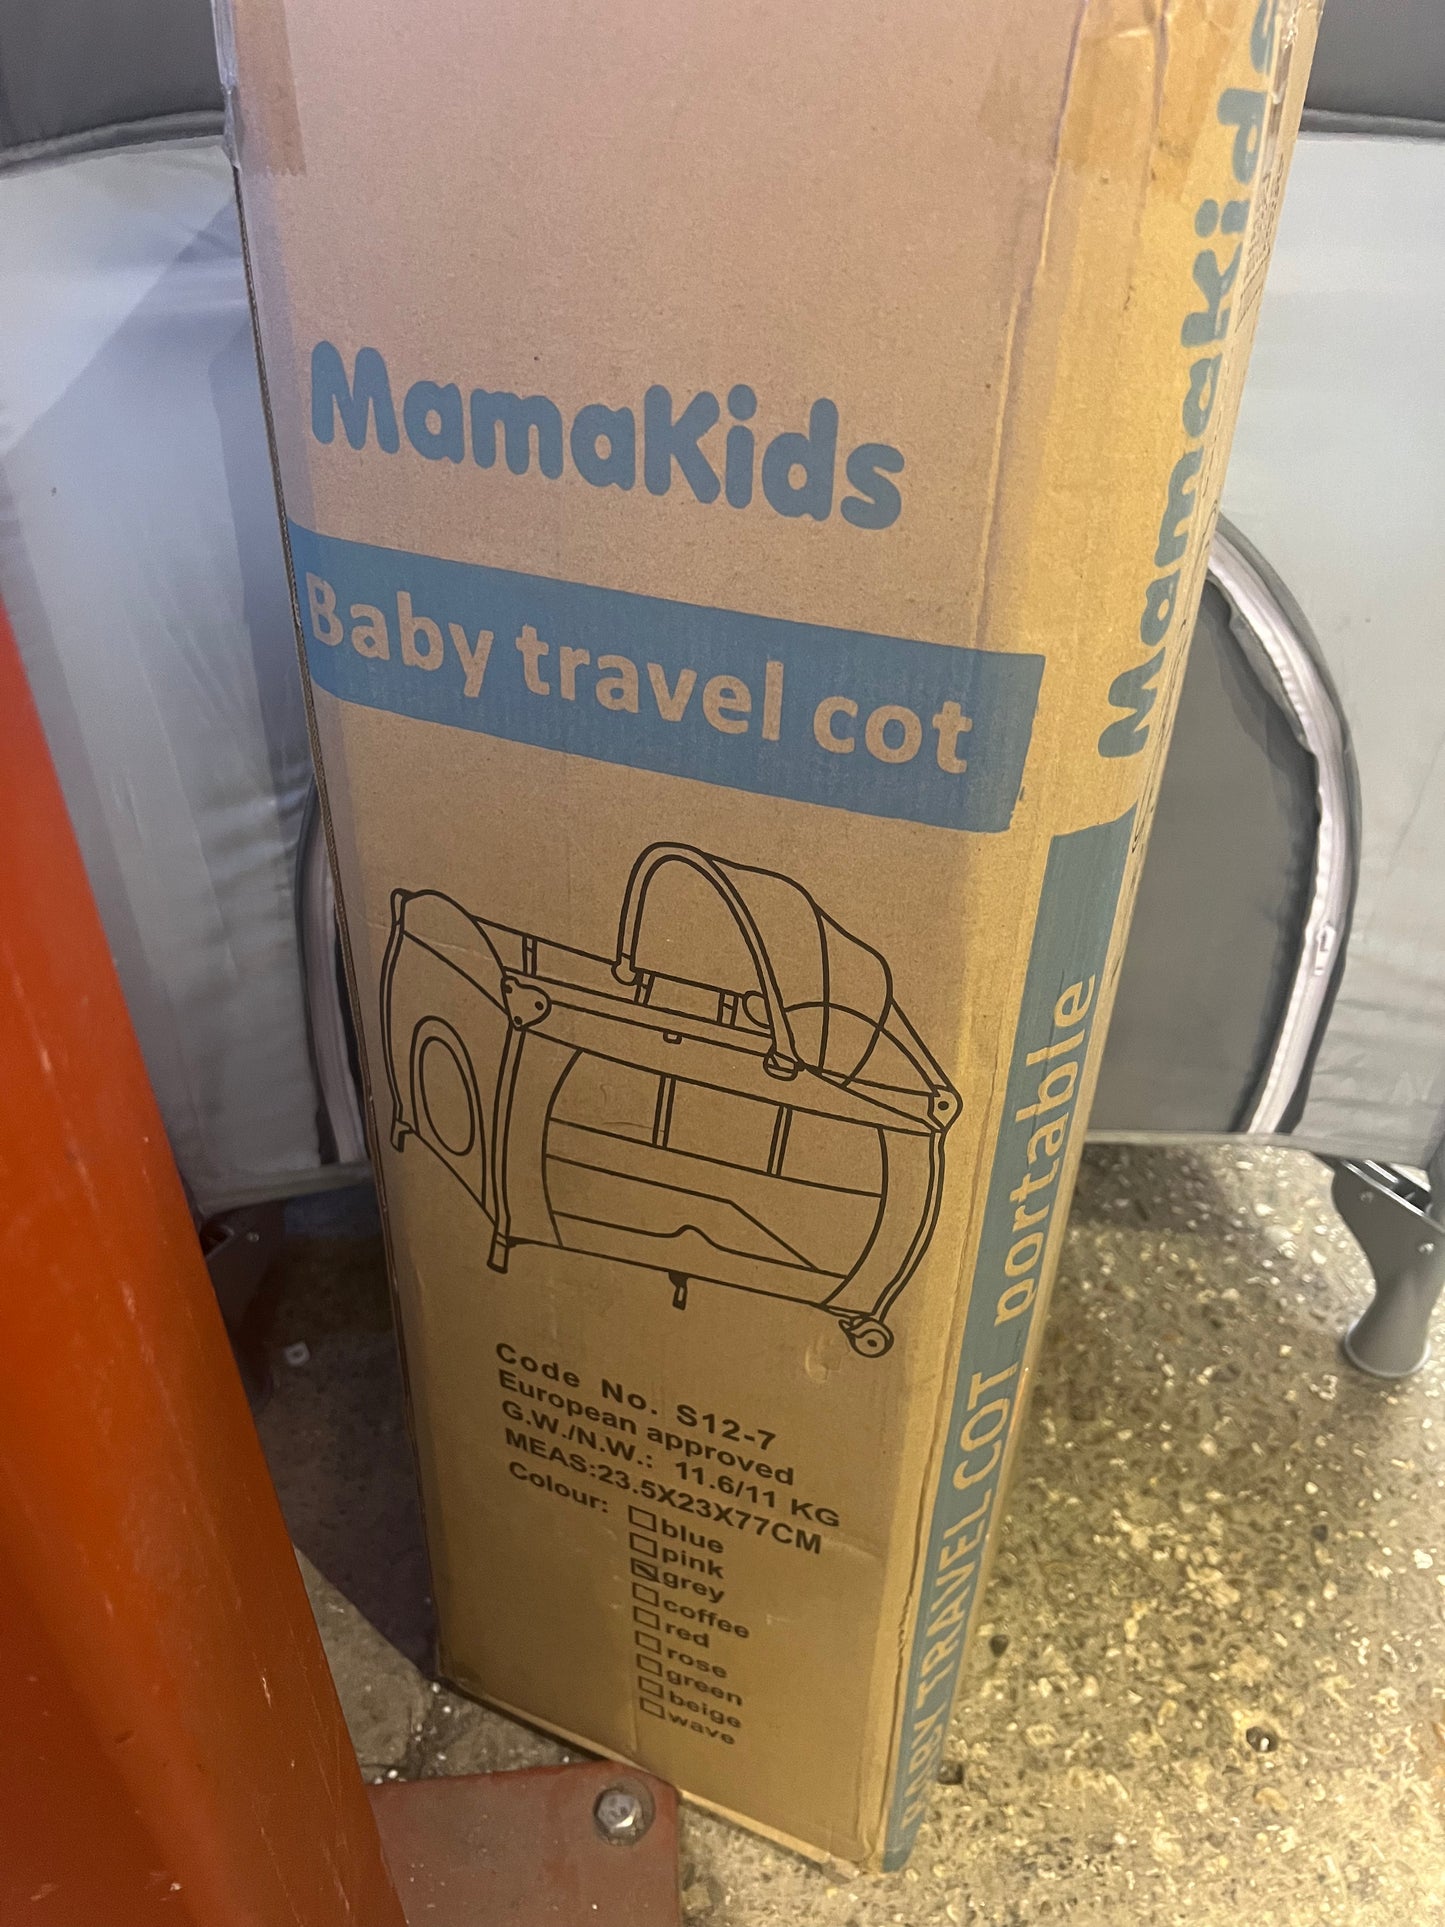 MamaKids
Baby travel cot
Code No. S12-7
European approved
G.W./N.W.: 11.6/11 KG
MEAS:23.5X23X77CM
Colour: blue
pink
grey
coffee
red
rose
green
beige
wave
MamaKids
BABY TRAVEL COT portable